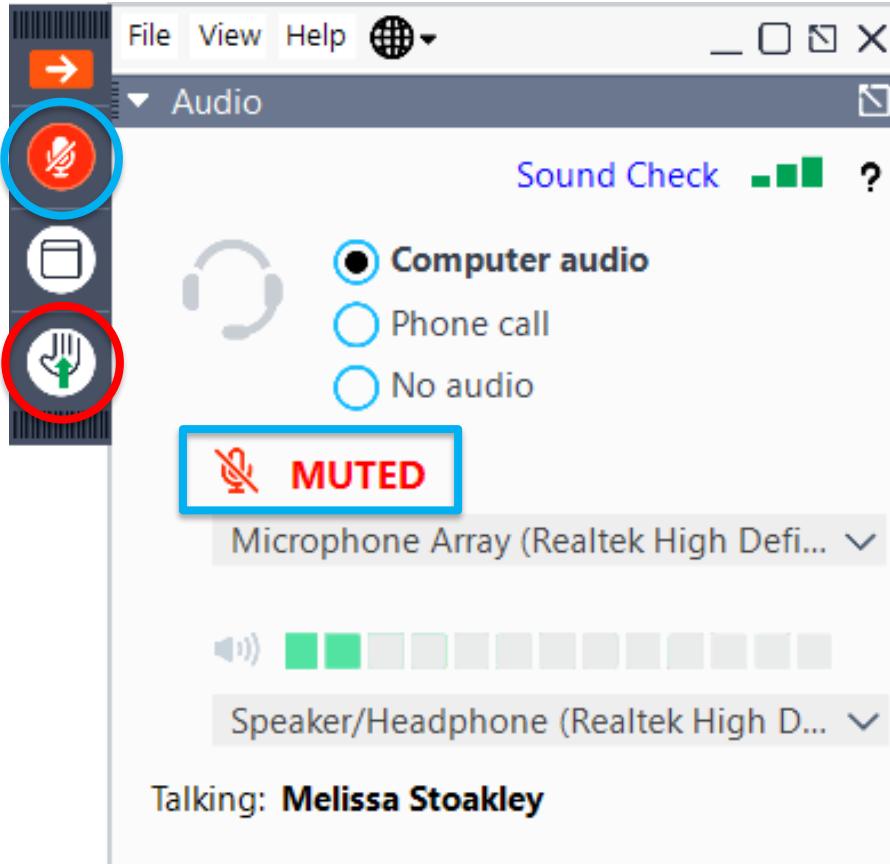 File View Help
Audio
Sound Check ?
Computer audio
Phone call
No audio
MUTED
Microphone Array (Realtek High Defi...
Speaker/Headphone (Realtek High D...
Talking: Melissa Stoakley